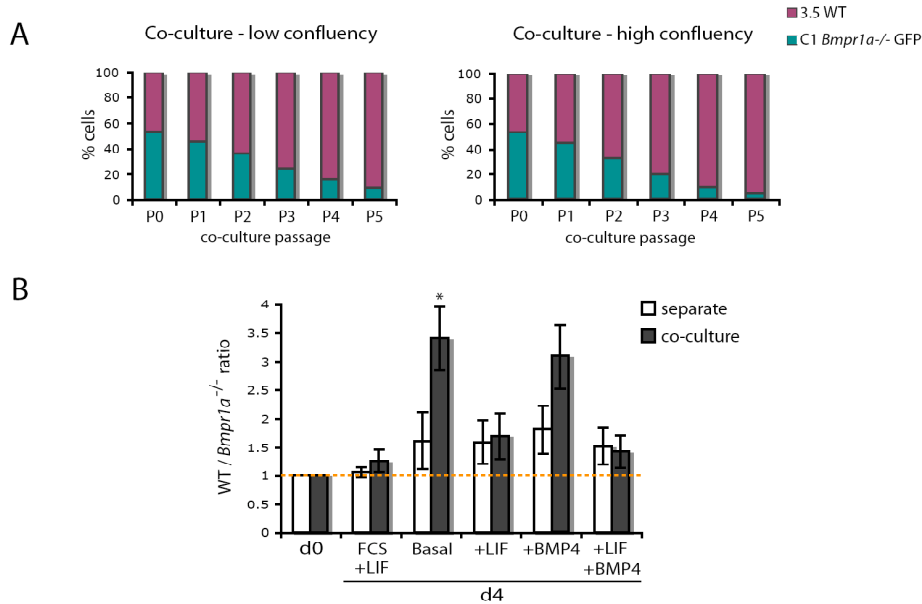 A
Co-culture - low confluency
Co-culture - high confluency
3.5 WT
C1 Bmpr1a-/- GFP
% cells
100
80
60
40
20
0
P0 P1 P2 P3 P4 P5
co-culture passage
% cells
100
80
60
40
20
0
P0 P1 P2 P3 P4 P5
co-culture passage
B
WT / Bmpr1a-/- ratio
4
3.5
3
2.5
2
1.5
1
0.5
0
*
separate
co-culture
d0
FCS
+LIF
Basal
+LIF
+BMP4
+LIF
+BMP4
d4